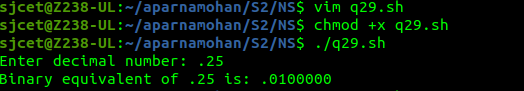 sjcet@Z238-UL:~/aparnamohan/S2/NS$ vim q29.sh
sjcet@Z238-UL:~/aparnamohan/S2/NS$ chmod +x q29.sh
sjcet@Z238-UL:~/aparnamohan/S2/NS$ ./q29.sh
Enter decimal number: .25
Binary equivalent of .25 is: .0100000